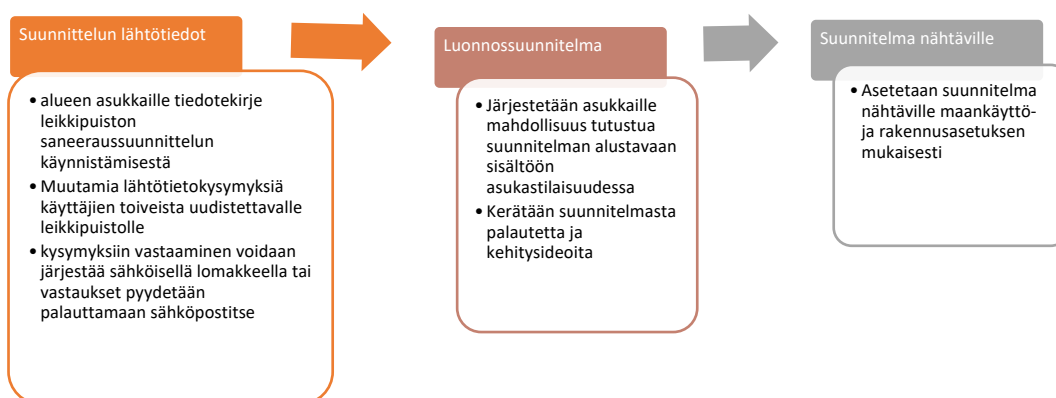 Suunnittelun lähtötiedot
• alueen asukkaille tiedotekirje
leikkipuiston
saneeraussuunnittelun
käynnistämisestä
• Muutamia lähtötietokysymyksiä
käyttäjien toiveista uudistettavalle
leikkipuistolle
• kysymyksiin vastaaminen voidaan
järjestää sähköisellä lomakkeella tai
vastaukset pyydetään
palauttamaan sähköpostitse
Luonnossuunnitelma
• Järjestetään asukkaille
mahdollisuus tutustua
suunnitelman alustavaan
sisältöön
asukastilaisuudessa
• Kerätään suunnitelmasta
palautetta ja
kehitysideoita
Suunnitelma nähtäville
• Asetetaan suunnitelma
nähtäville maankäyttö-
ja rakennusasetuksen
mukaisesti